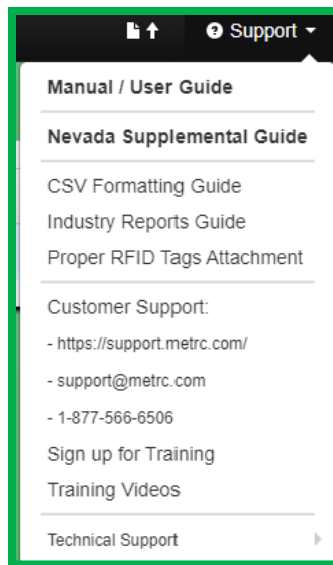 Support
Manual / User Guide
Nevada Supplemental Guide
CSV Formatting Guide
Industry Reports Guide
Proper RFID Tags Attachment
Customer Support:
- https://support.metrc.com/
- support@metrc.com
- 1-877-566-6506
Sign up for Training
Training Videos
Technical Support